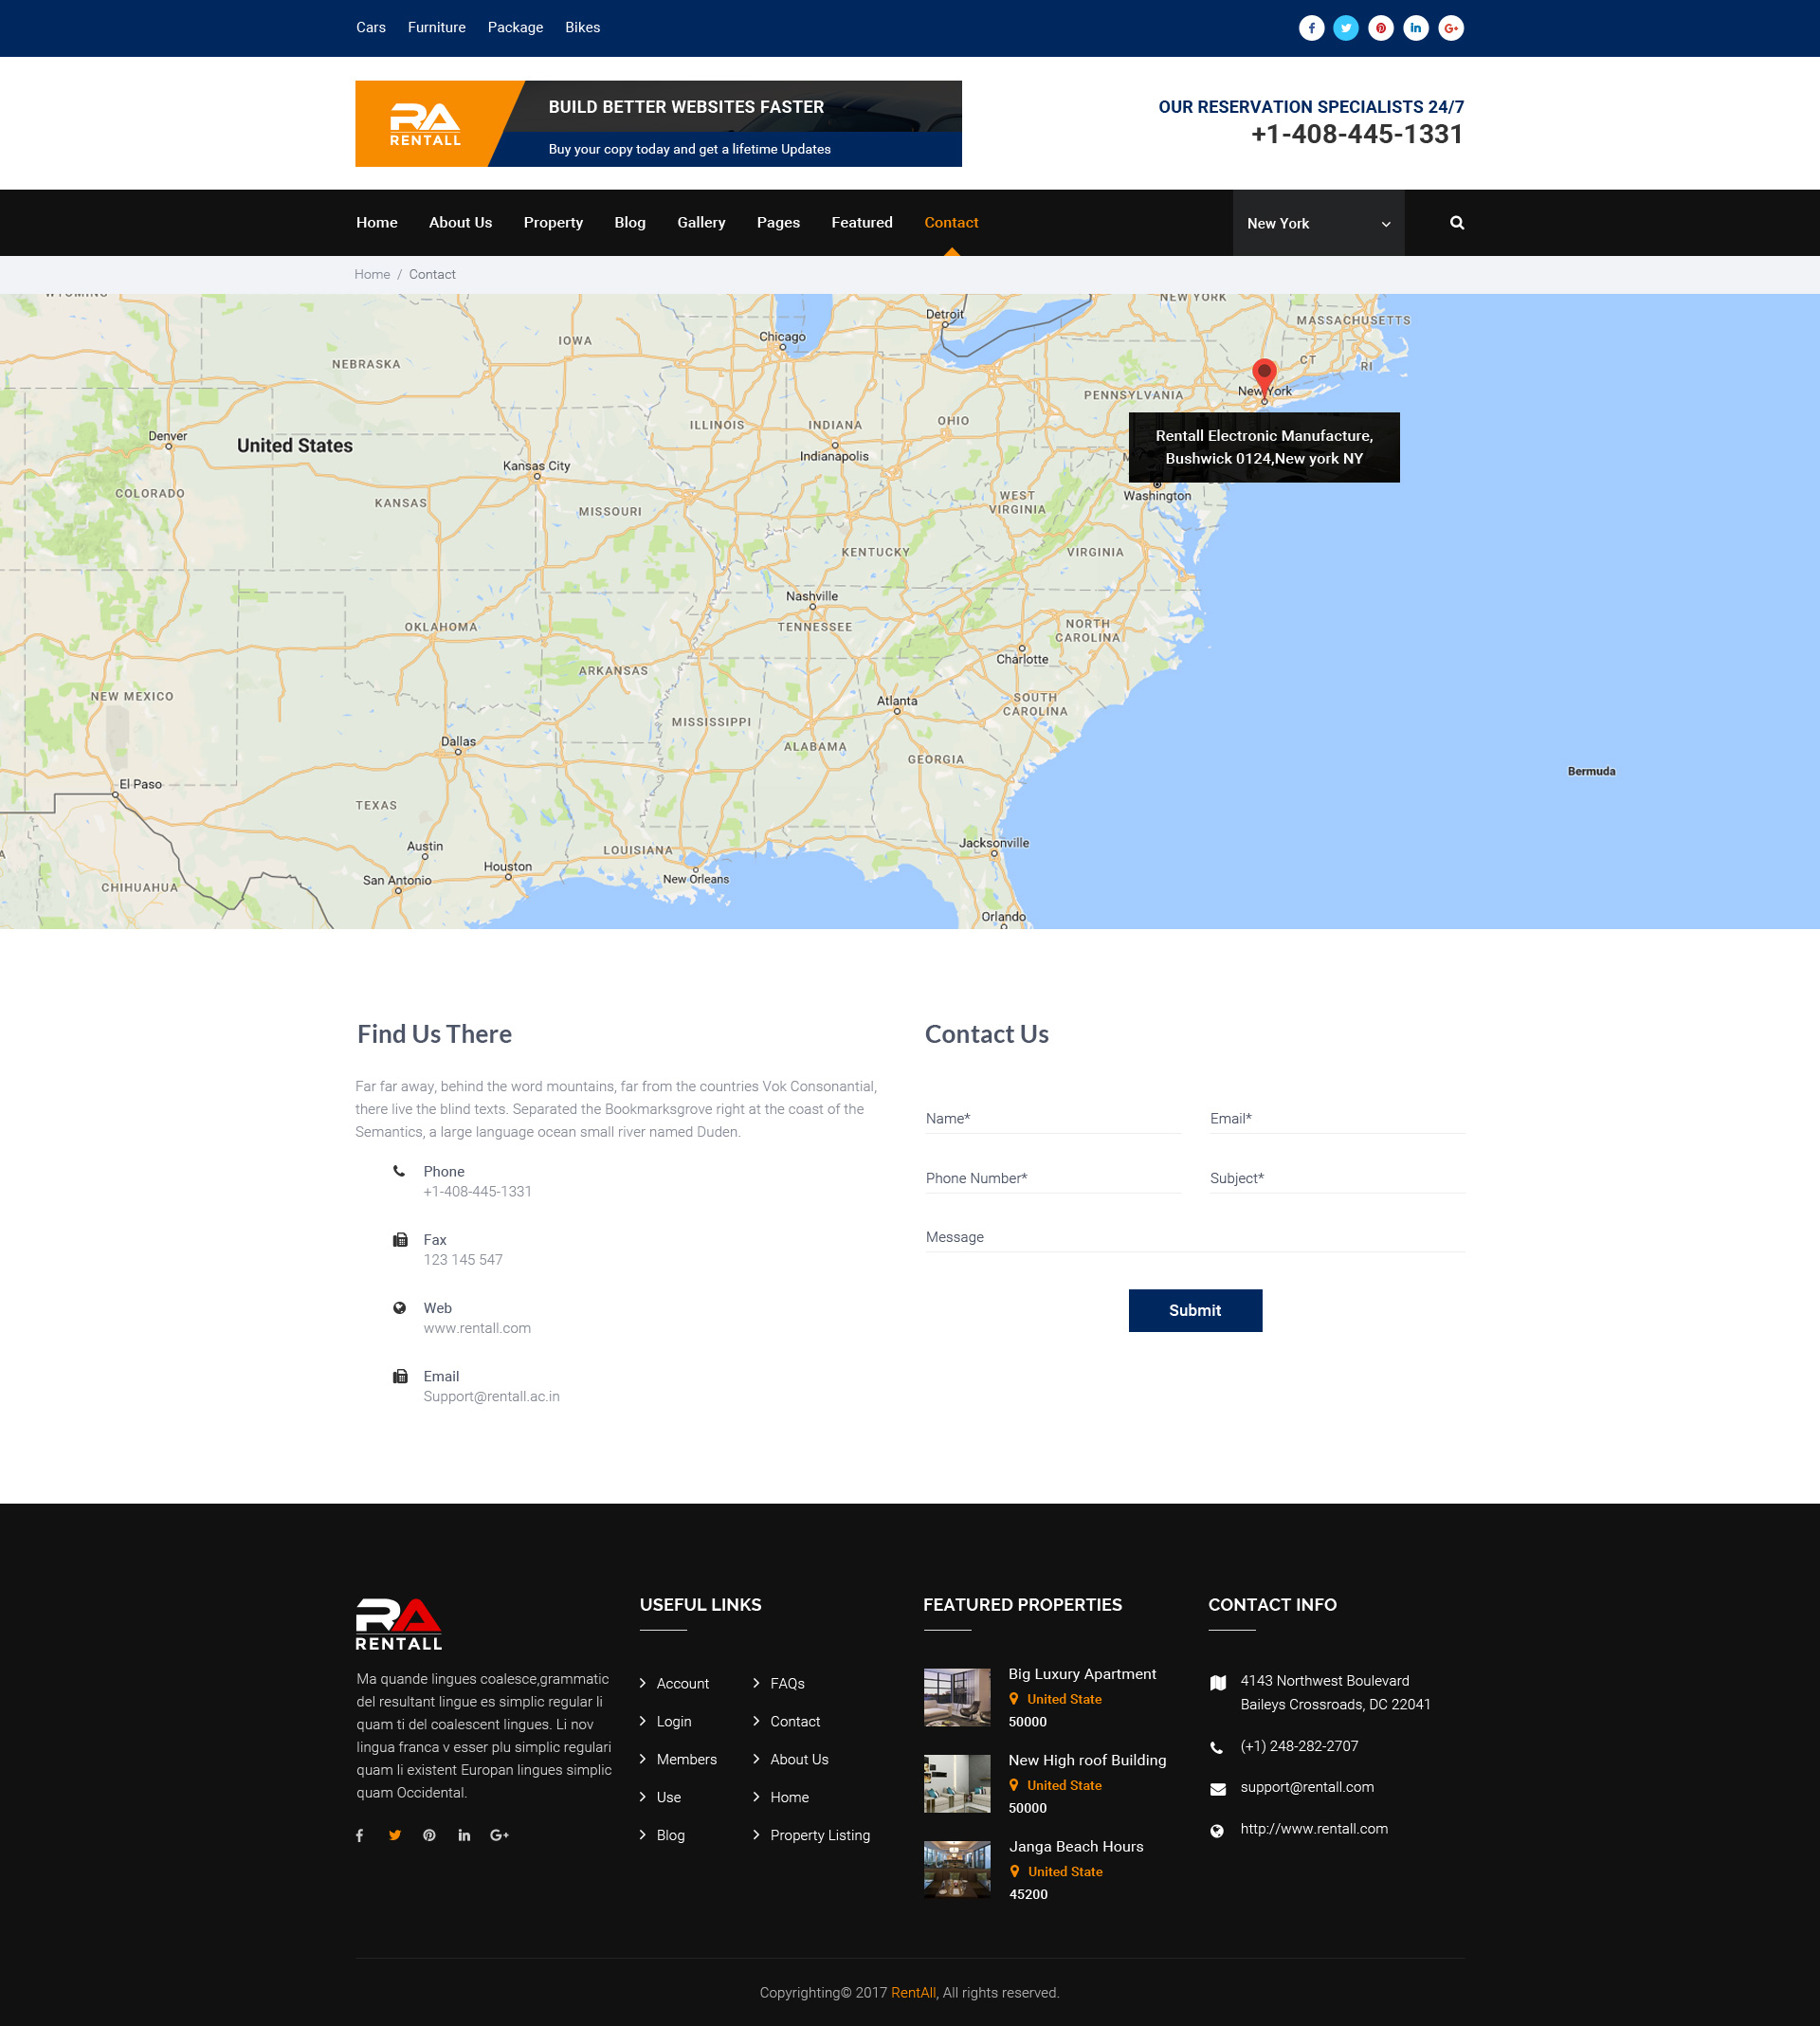 Cars Furniture Package Bikes
RENTALL
BUILD BETTER WEBSITES FASTER
Buy your copy today and get a lifetime Updates
OUR RESERVATION SPECIALISTS 24/7
+1-408-445-1331
Home About Us Property Blog Gallery Pages Featured Contact
New York
Home / Contact
WYOMING
NEW YORK
Detroit
MASSACHUSETTS
Chicago
IOWA
NEBRASKA
CT
RI
PENNSYLVANIA
New York
ILLINOIS
INDIANA
OHIO
Denver
United States
Indianapolis
Rentall Electronic Manufacture,
Bushwick 0124,New york NY
Kansas City
COLORADO
KANSAS
MISSOURI
WEST
VIRGINIA
Washington
KENTUCKY
VIRGINIA
Nashville
OKLAHOMA
TENNESSEE
NORTH
CAROLINA
Charlotte
ARKANSAS
NEW MEXICO
Atlanta
SOUTH
CAROLINA
MISSISSIPPI
Dallas
ALABAMA
GEORGIA
Bermuda
El Paso
TEXAS
Austin
Houston
LOUISIANA
Jacksonville
San Antonio
New Orleans
CHIHUAHUA
Orlando
Find Us There
Far far away, behind the word mountains, far from the countries Vok Consonantial,
there live the blind texts. Separated the Bookmarksgrove right at the coast of the
Semantics, a large language ocean small river named Duden.
Phone
+1-408-445-1331
Fax
123 145 547
Web
www.rentall.com
Email
Support@rentall.ac.in
Contact Us
Name*
Email*
Phone Number*
Subject*
Message
Submit
RENTALL
Ma quande lingues coalesce,grammatic
del resultant lingue es simplic regular li
quam ti del coalescent lingues. Li nov
lingua franca v esser plu simplic regulari
quam li existent Europan lingues simplic
quam Occidental.
USEFUL LINKS
Account
Login
Members
Use
Blog
FAQs
Contact
About Us
Home
Property Listing
FEATURED PROPERTIES
Big Luxury Apartment
United State
50000
New High roof Building
United State
50000
Janga Beach Hours
United State
45200
CONTACT INFO
4143 Northwest Boulevard
Baileys Crossroads, DC 22041
(+1) 248-282-2707
support@rentall.com
http://www.rentall.com
Copyrighting© 2017 RentAll, All rights reserved.